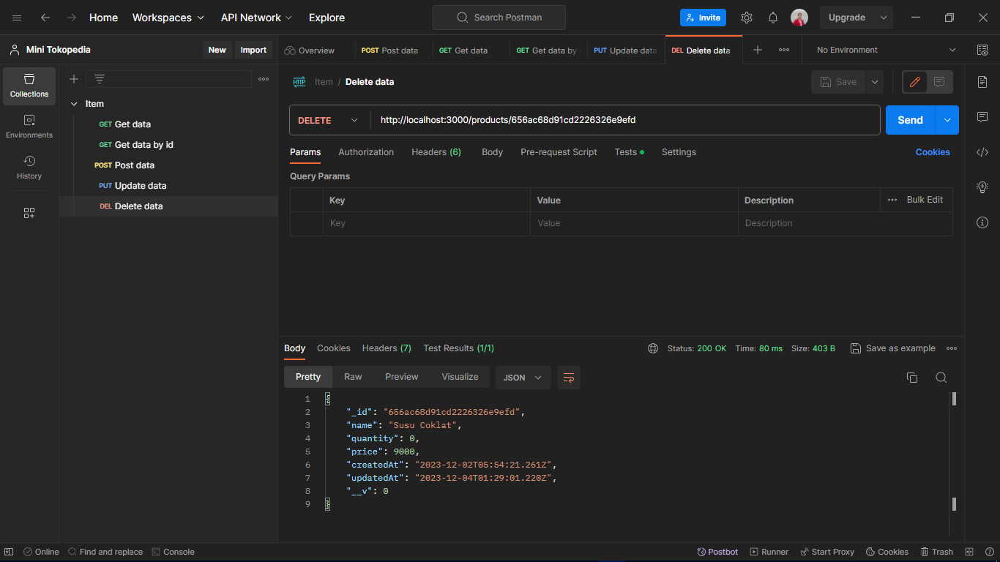 Home Workspaces API Network Explore Search Postman Invite Upgrade
Mini Tokopedia New Import Overview POST Post data GET Get data GET Get data by PUT Update data DEL Delete data No Environment
Collections
Environments
History
Item
GET Get data
GET Get data by id
POST Post data
PUT Update data
DEL Delete data
HTTP Item / Delete data Save
DELETE http://localhost:3000/products/656ac68d91cd2226326e9efd Send
Params Authorization Headers (6) Body Pre-request Script Tests Settings Cookies
Query Params
Key Value Description Bulk Edit
Key Value Description
Body Cookies Headers (7) Test Results (1/1) Status: 200 OK Time: 80 ms Size: 403 B Save as example
Pretty Raw Preview Visualize JSON
1 {
2 "_id": "656ac68d91cd2226326e9efd",
3 "name": "Susu Coklat",
4 "quantity": 0,
5 "price": 9000,
6 "createdAt": "2023-12-02T05:54:21.261Z",
7 "updatedAt": "2023-12-04T01:29:01.220Z",
8 "__v": 0
9 }
Online Find and replace Console Postbot Runner Start Proxy Cookies Trash